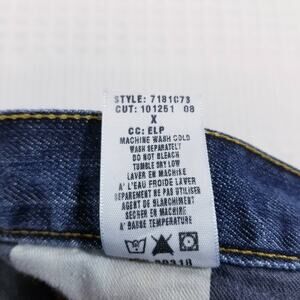 STYLE: 7181C73
CUT: 101251 08
X
CC: ELP
MACHINE WASH COLD
WASH SEPARATELY
DO NOT BLEACH
TUMBLE DRY LOW
LAVER EN MACHINE
A' L'EAU FROIDE LAVER
SEPAREMENT NE PAS UTILISER
AGENT DE BLANCHIMENT
SECHER EN MACHINE
A' BASSE TEMPERATURE